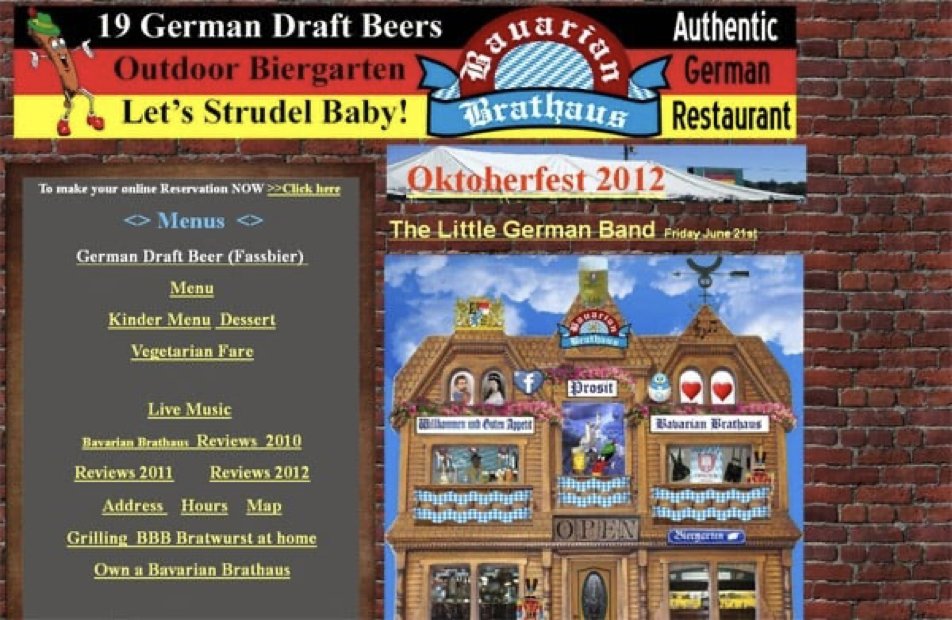 19 German Draft Beers
Outdoor Biergarten
Let's Strudel Baby!
Bavarian
Brathaus
Authentic
German
Restaurant
To make your online Reservation NOW >>Click here
<> Menus <>
German Draft Beer (Fassbier)
Menu
Kinder Menu Dessert
Vegetarian Fare
Live Music
Bavarian Brathaus Reviews 2010
Reviews 2011 Reviews 2012
Address Hours Map
Grilling BBB Bratwurst at home
Own a Bavarian Brathaus
Oktoberfest 2012
The Little German Band Friday June 21st
Bavarian
Brathaus
f
Prosit
Willkommen und Guten Appetit
Bavarian Brathaus
OPEN
Biergarten